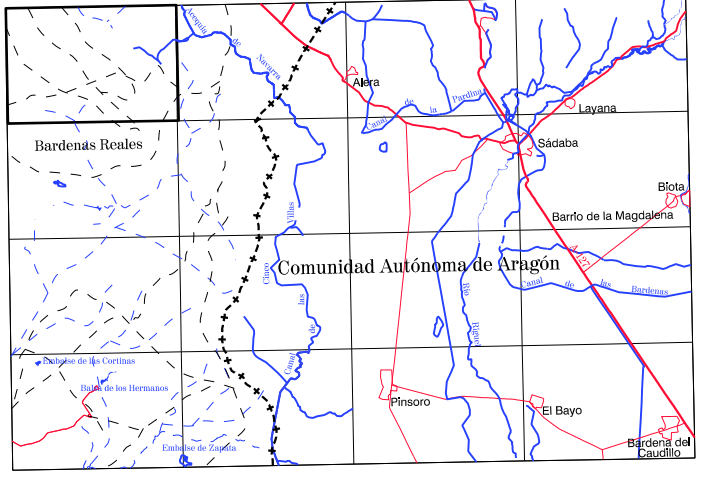 Acequia de Navarra
Alera
Canal de la Pardina
Layana
Bardenas Reales
Sádaba
Biota
Barrio de la Magdalena
Canal de las Cinco Villas
Comunidad Autónoma de Aragón
A-127
Canal de las Bardenas
Río Riguel
Embalse de las Cortinas
Balsa de los Hermanos
Pinsoro
El Bayo
Bardena del
Caudillo
Embalse de Zapata